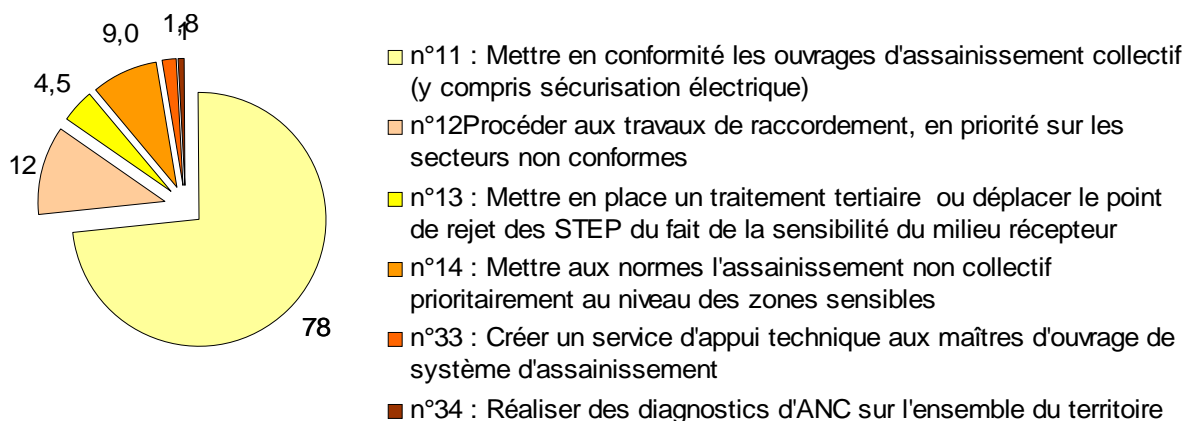 9,0
1,8
1
4,5
12
78
n°11 : Mettre en conformité les ouvrages d'assainissement collectif
(y compris sécurisation électrique)
n°12Procéder aux travaux de raccordement, en priorité sur les
secteurs non conformes
n°13 : Mettre en place un traitement tertiaire ou déplacer le point
de rejet des STEP du fait de la sensibilité du milieu récepteur
n°14 : Mettre aux normes l'assainissement non collectif
prioritairement au niveau des zones sensibles
n°33 : Créer un service d'appui technique aux maîtres d'ouvrage de
système d'assainissement
n°34 : Réaliser des diagnostics d'ANC sur l'ensemble du territoire